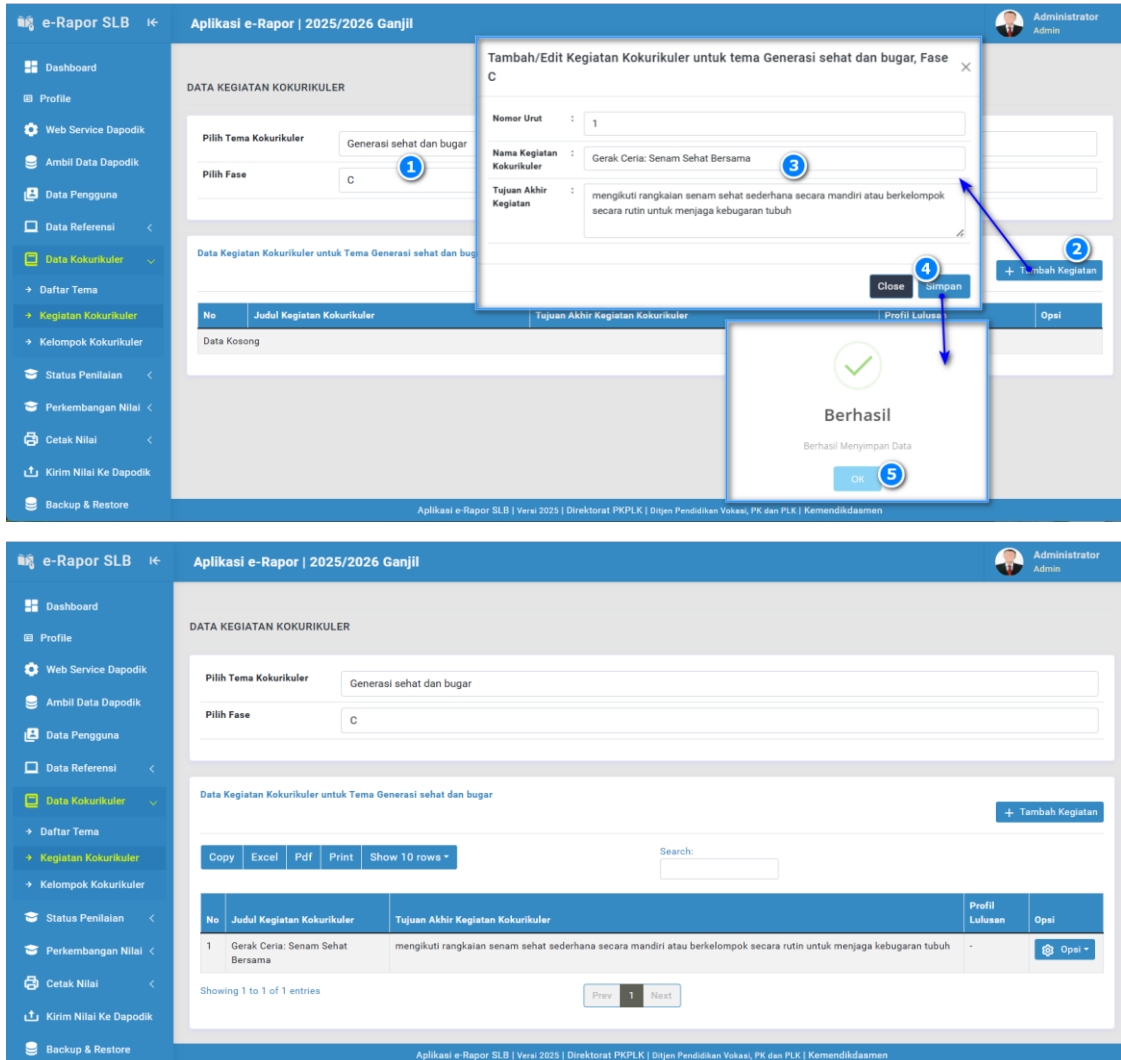 e-Rapor SLB
Aplikasi e-Rapor | 2025/2026 Ganjil
Administrator
Admin
Dashboard
Profile
Web Service Dapodik
Ambil Data Dapodik
Data Pengguna
Data Referensi
Data Kokurikuler
Daftar Tema
Kegiatan Kokurikuler
Kelompok Kokurikuler
Status Penilaian
Perkembangan Nilai
Cetak Nilai
Kirim Nilai Ke Dapodik
Backup & Restore
DATA KEGIATAN KOKURIKULER
Pilih Tema Kokurikuler
Generasi sehat dan bugar
1
Pilih Fase
C
Data Kegiatan Kokurikuler untuk Tema Generasi sehat dan bug
2
+ Tambah Kegiatan
No Judul Kegiatan Kokurikuler Tujuan Akhir Kegiatan Kokurikuler Profil Lulusan Opsi
Data Kosong
Tambah/Edit Kegiatan Kokurikuler untuk tema Generasi sehat dan bugar, Fase
C
×
Nomor Urut : 1
Nama Kegiatan :
Kokurikuler
Gerak Ceria: Senam Sehat Bersama
3
Tujuan Akhir :
Kegiatan
mengikuti rangkaian senam sehat sederhana secara mandiri atau berkelompok
secara rutin untuk menjaga kebugaran tubuh
4
Close Simpan
Berhasil
Berhasil Menyimpan Data
OK 5
Aplikasi e-Rapor SLB | Versi 2025 | Direktorat PKPLK | Ditjen Pendidikan Vokasi, PK dan PLK | Kemendikdasmen
e-Rapor SLB
Aplikasi e-Rapor | 2025/2026 Ganjil
Administrator
Admin
Dashboard
Profile
Web Service Dapodik
Ambil Data Dapodik
Data Pengguna
Data Referensi
Data Kokurikuler
Daftar Tema
Kegiatan Kokurikuler
Kelompok Kokurikuler
Status Penilaian
Perkembangan Nilai
Cetak Nilai
Kirim Nilai Ke Dapodik
Backup & Restore
DATA KEGIATAN KOKURIKULER
Pilih Tema Kokurikuler
Generasi sehat dan bugar
Pilih Fase
C
Data Kegiatan Kokurikuler untuk Tema Generasi sehat dan bugar
+ Tambah Kegiatan
Copy Excel Pdf Print Show 10 rows
Search:
No Judul Kegiatan Kokurikuler Tujuan Akhir Kegiatan Kokurikuler Profil Lulusan Opsi
1 Gerak Ceria: Senam Sehat Bersama mengikuti rangkaian senam sehat sederhana secara mandiri atau berkelompok secara rutin untuk menjaga kebugaran tubuh - Opsi
Showing 1 to 1 of 1 entries
Prev 1 Next
Aplikasi e-Rapor SLB | Versi 2025 | Direktorat PKPLK | Ditjen Pendidikan Vokasi, PK dan PLK | Kemendikdasmen